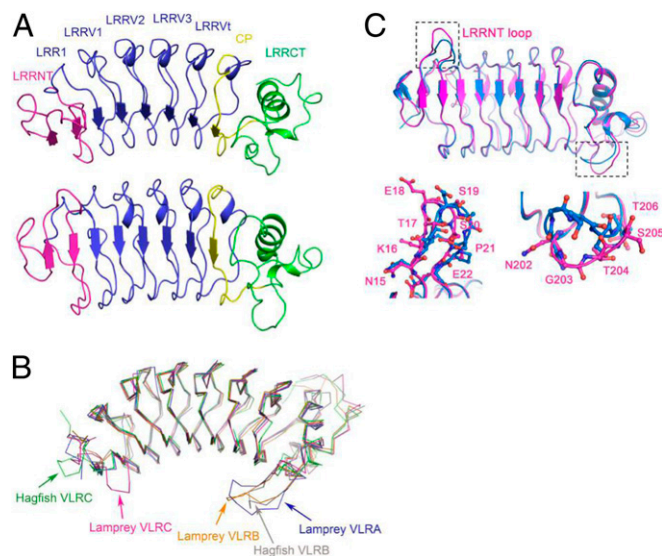 A
LRRNT
LRR1
LRRV1
LRRV2
LRRV3
LRRVt
CP
LRRCT
B
Hagfish VLRC
Lamprey VLRC
Lamprey VLRB
Hagfish VLRB
Lamprey VLRA
C
LRRNT loop
E18
S19
T17
K16
P21
N15
E22
T206
S205
N202
T204
G203